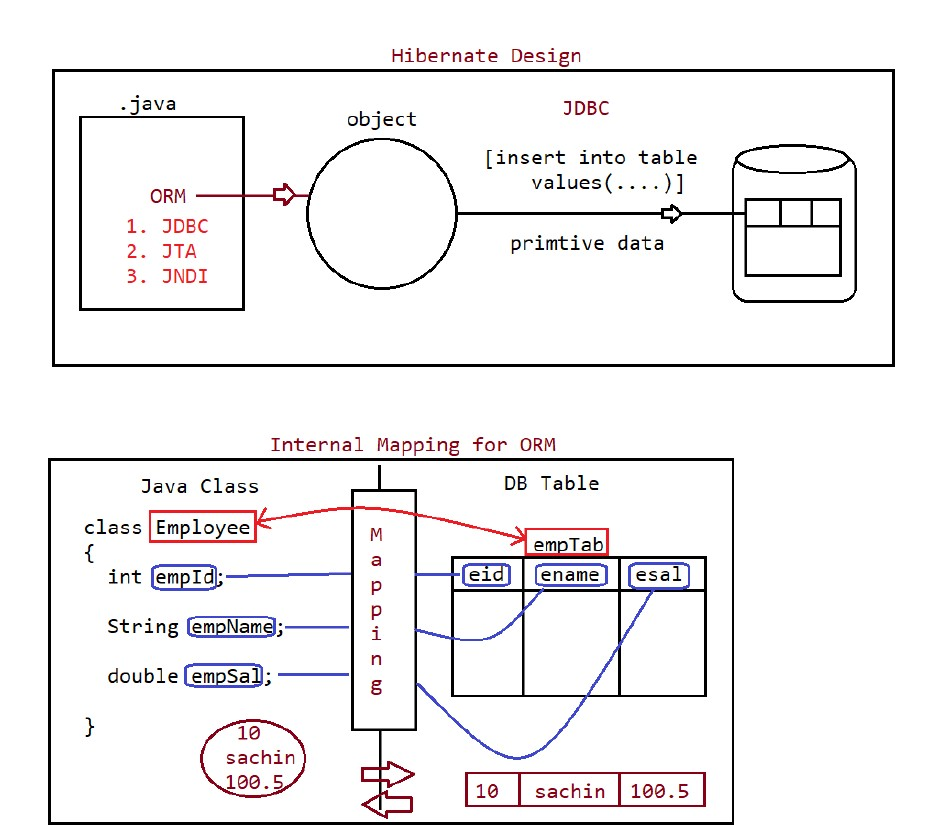 Hibernate Design
.java
object
JDBC
[insert into table
values(....)]
ORM
1. JDBC
2. JTA
3. JNDI
primtive data
Internal Mapping for ORM
Java Class
DB Table
class Employee
{
int empId;
String empName;
double empSal;
}
Mapping
empTab
eid ename esal
10
sachin
100.5
10 sachin 100.5